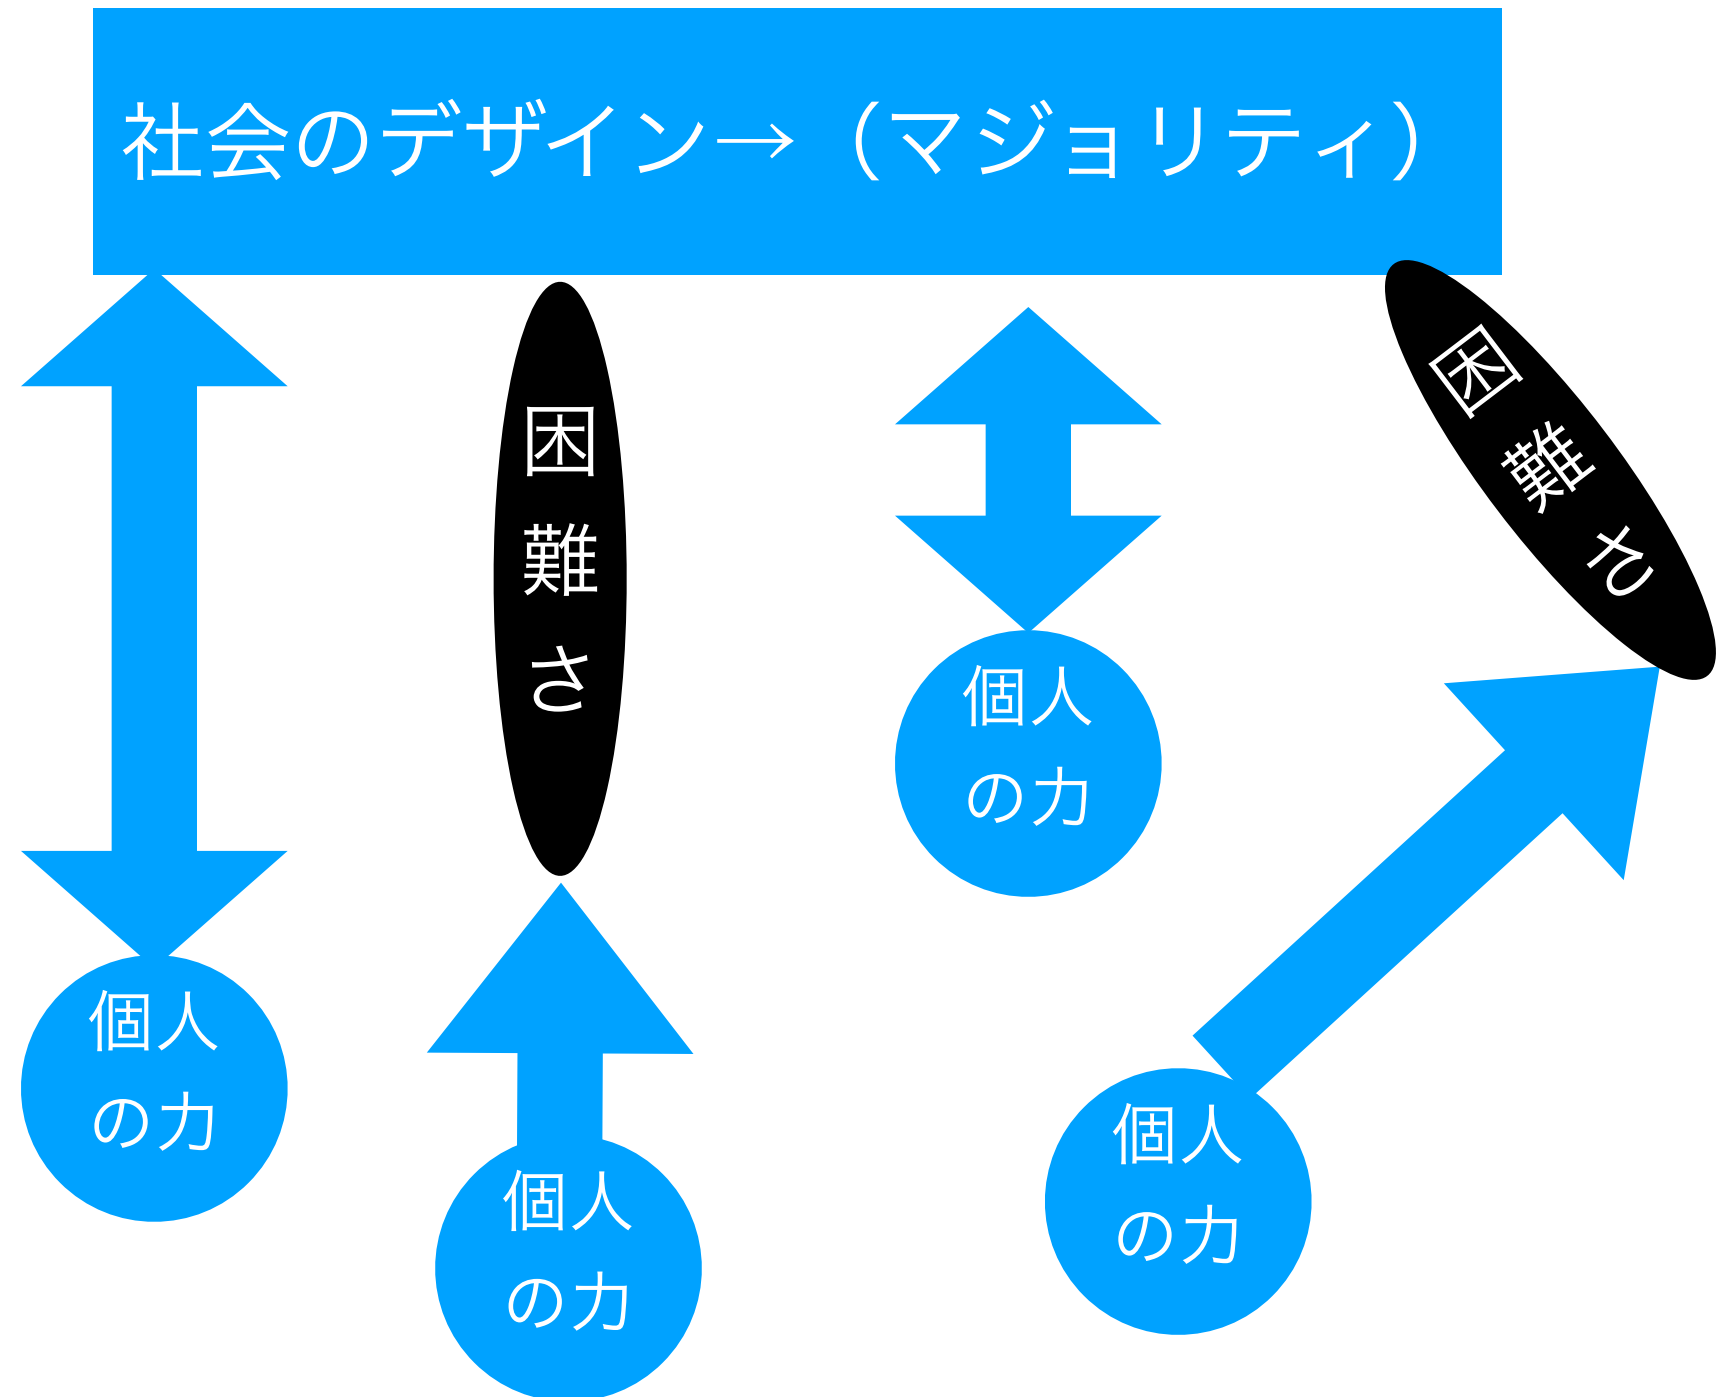 社会のデザイン→（マジョリティ）
困難さ
困難さ
個人
の力
個人
の力
個人
の力
個人
の力